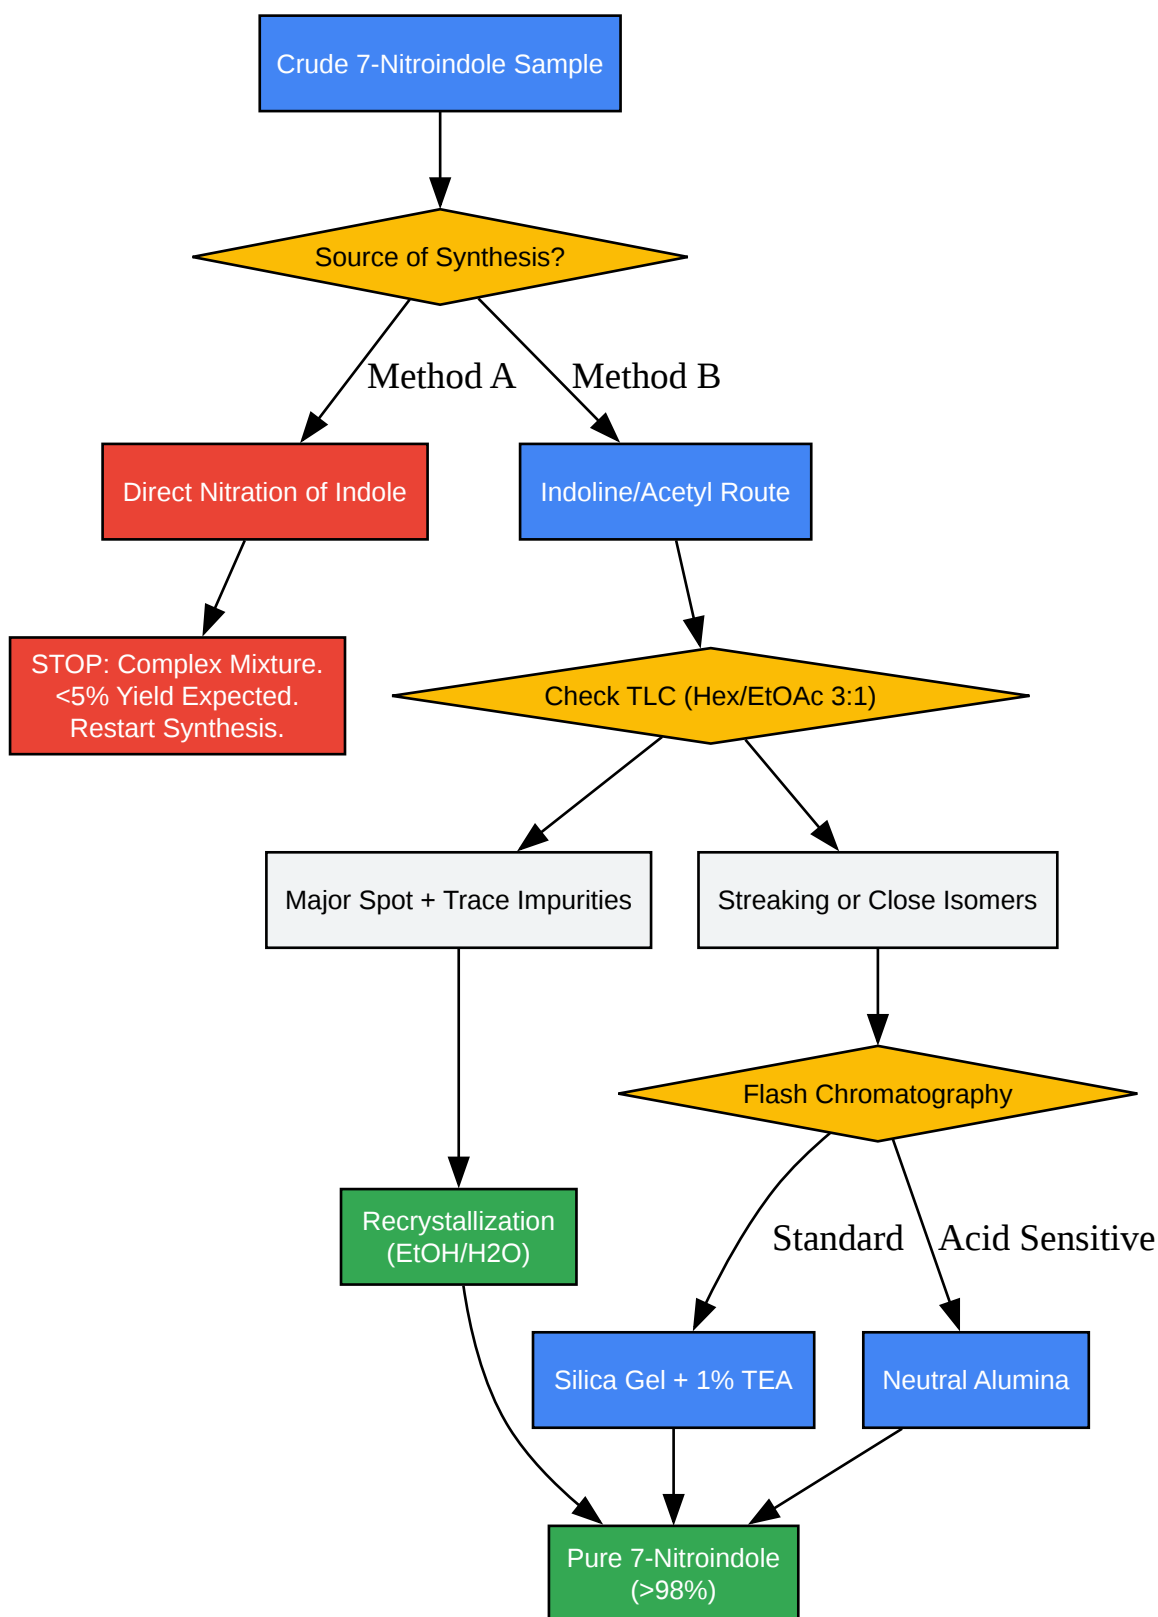 Crude 7-Nitroindole Sample
Source of Synthesis?
Method A
Method B
Direct Nitration of Indole
Indoline/Acetyl Route
STOP: Complex Mixture.
<5% Yield Expected.
Restart Synthesis.
Check TLC (Hex/EtOAc 3:1)
Major Spot + Trace Impurities
Streaking or Close Isomers
Flash Chromatography
Recrystallization
(EtOH/H2O)
Standard
Acid Sensitive
Silica Gel + 1% TEA
Neutral Alumina
Pure 7-Nitroindole
(>98%)